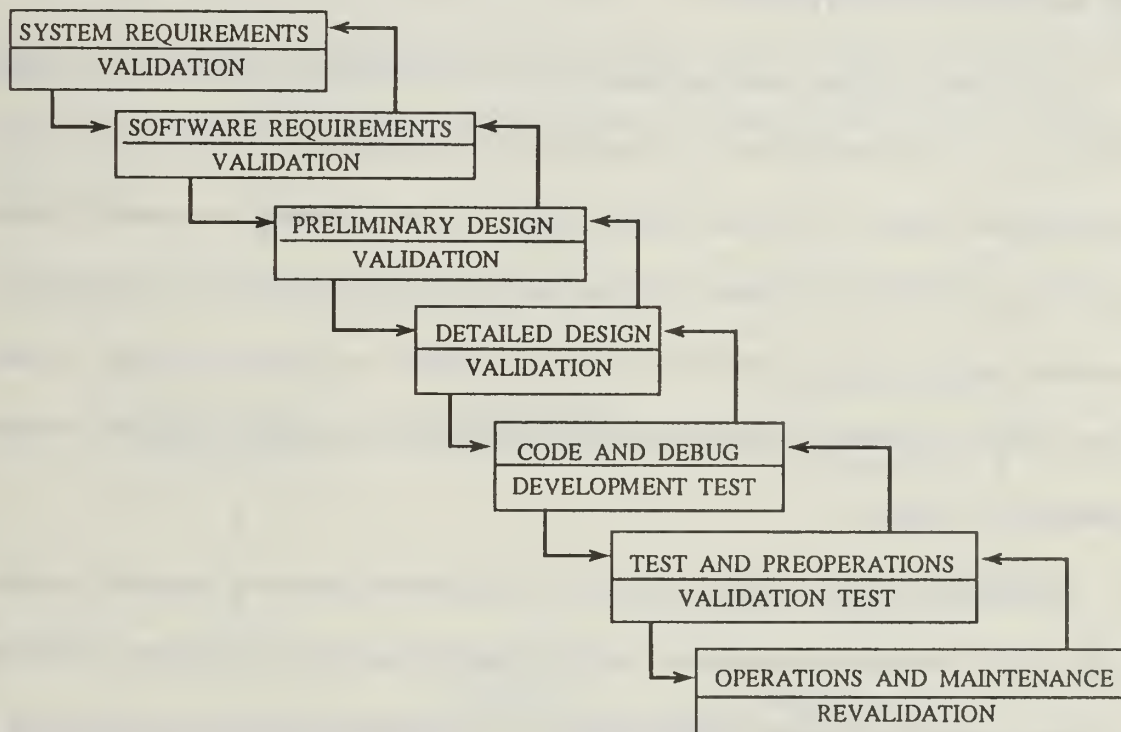 SYSTEM REQUIREMENTS
VALIDATION
SOFTWARE REQUIREMENTS
VALIDATION
PRELIMINARY DESIGN
VALIDATION
DETAILED DESIGN
VALIDATION
CODE AND DEBUG
DEVELOPMENT TEST
TEST AND PREOPERATIONS
VALIDATION TEST
OPERATIONS AND MAINTENANCE
REVALIDATION